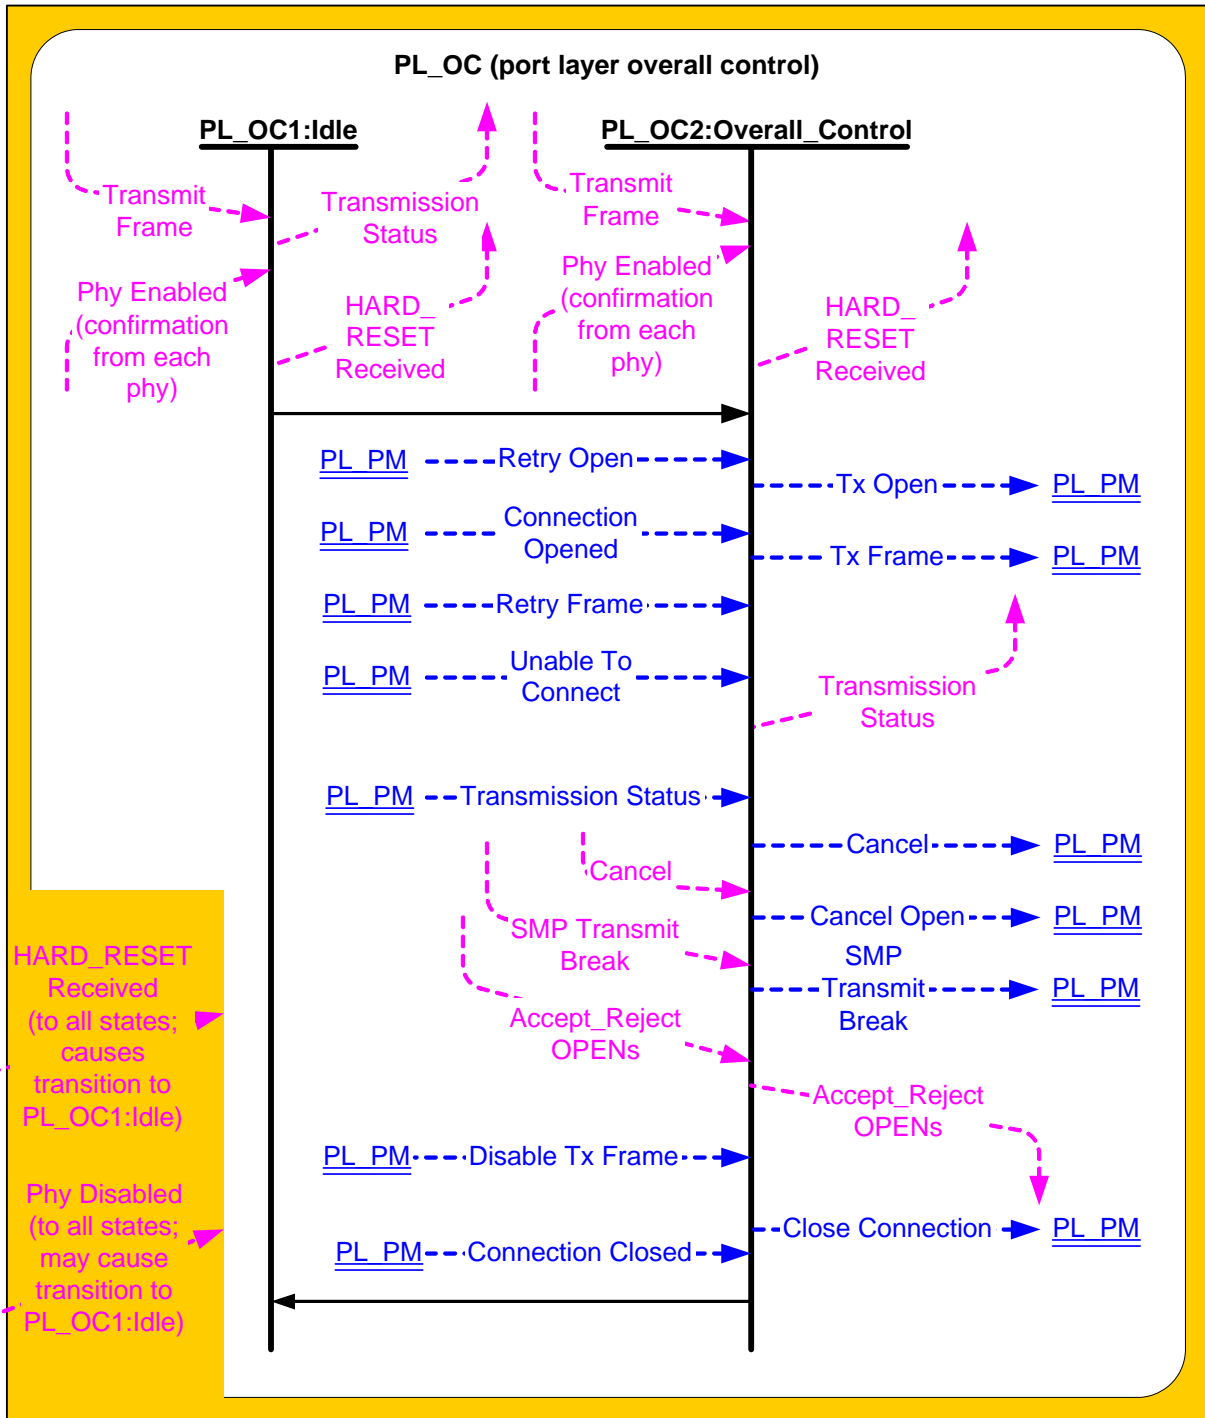 PL_OC (port layer overall control)
PL_OC1:Idle
PL_OC2:Overall_Control
Transmit
Frame
Transmission
Status
Transmit
Frame
Phy Enabled
(confirmation
from each
phy)
HARD_
RESET
Received
Phy Enabled
(confirmation
from each
phy)
HARD_
RESET
Received
PL_PM
Retry Open
Tx Open
PL_PM
PL_PM
Connection
Opened
Tx Frame
PL_PM
PL_PM
Retry Frame
PL_PM
Unable To
Connect
Transmission
Status
PL_PM
Transmission Status
Cancel
PL_PM
Cancel
Cancel Open
PL_PM
SMP Transmit
Break
SMP
Transmit
Break
PL_PM
HARD_RESET
Received
(to all states;
causes
transition to
PL_OC1:Idle)
Accept_Reject
OPENs
Accept_Reject
OPENs
PL_PM
Disable Tx Frame
Phy Disabled
(to all states;
may cause
transition to
PL_OC1:Idle)
Close Connection
PL_PM
PL_PM
Connection Closed